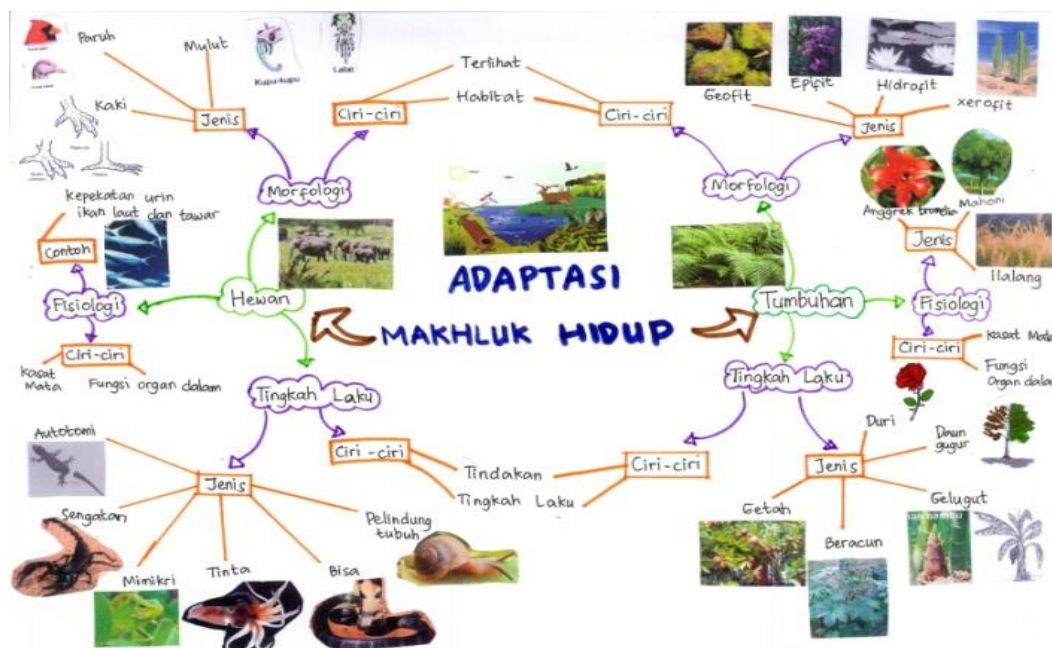 Paruh
Mulut
Kaki
Jenis
Kupu-kupu
Lalat
Ciri-ciri
Terlihat
Habitat
Ciri-ciri
Morfologi
Geofit
Epifit
Hidrofit
xerofit
Jenis
Morfologi
Kepekatan urin
ikan laut dan tawar
Contoh
Fisiologi
Ciri-ciri
Kasat
Mata
Fungsi organ dalam
Hewan
ADAPTASI
MAKHLUK HIDUP
Tumbuhan
Anggrek bromelia
Mahoni
Jenis
Ilalang
Fisiologi
Ciri-ciri
Kasat Mata
Fungsi
Organ dalam
Tingkah Laku
Autotomi
Jenis
Sengatan
Mimikri
Tinta
Bisa
Pelindung
tubuh
Ciri-ciri
Tindakan
Tingkah Laku
Ciri-ciri
Tingkah Laku
Duri
Daun
gugur
Jenis
Getah
Beracun
Gelugut